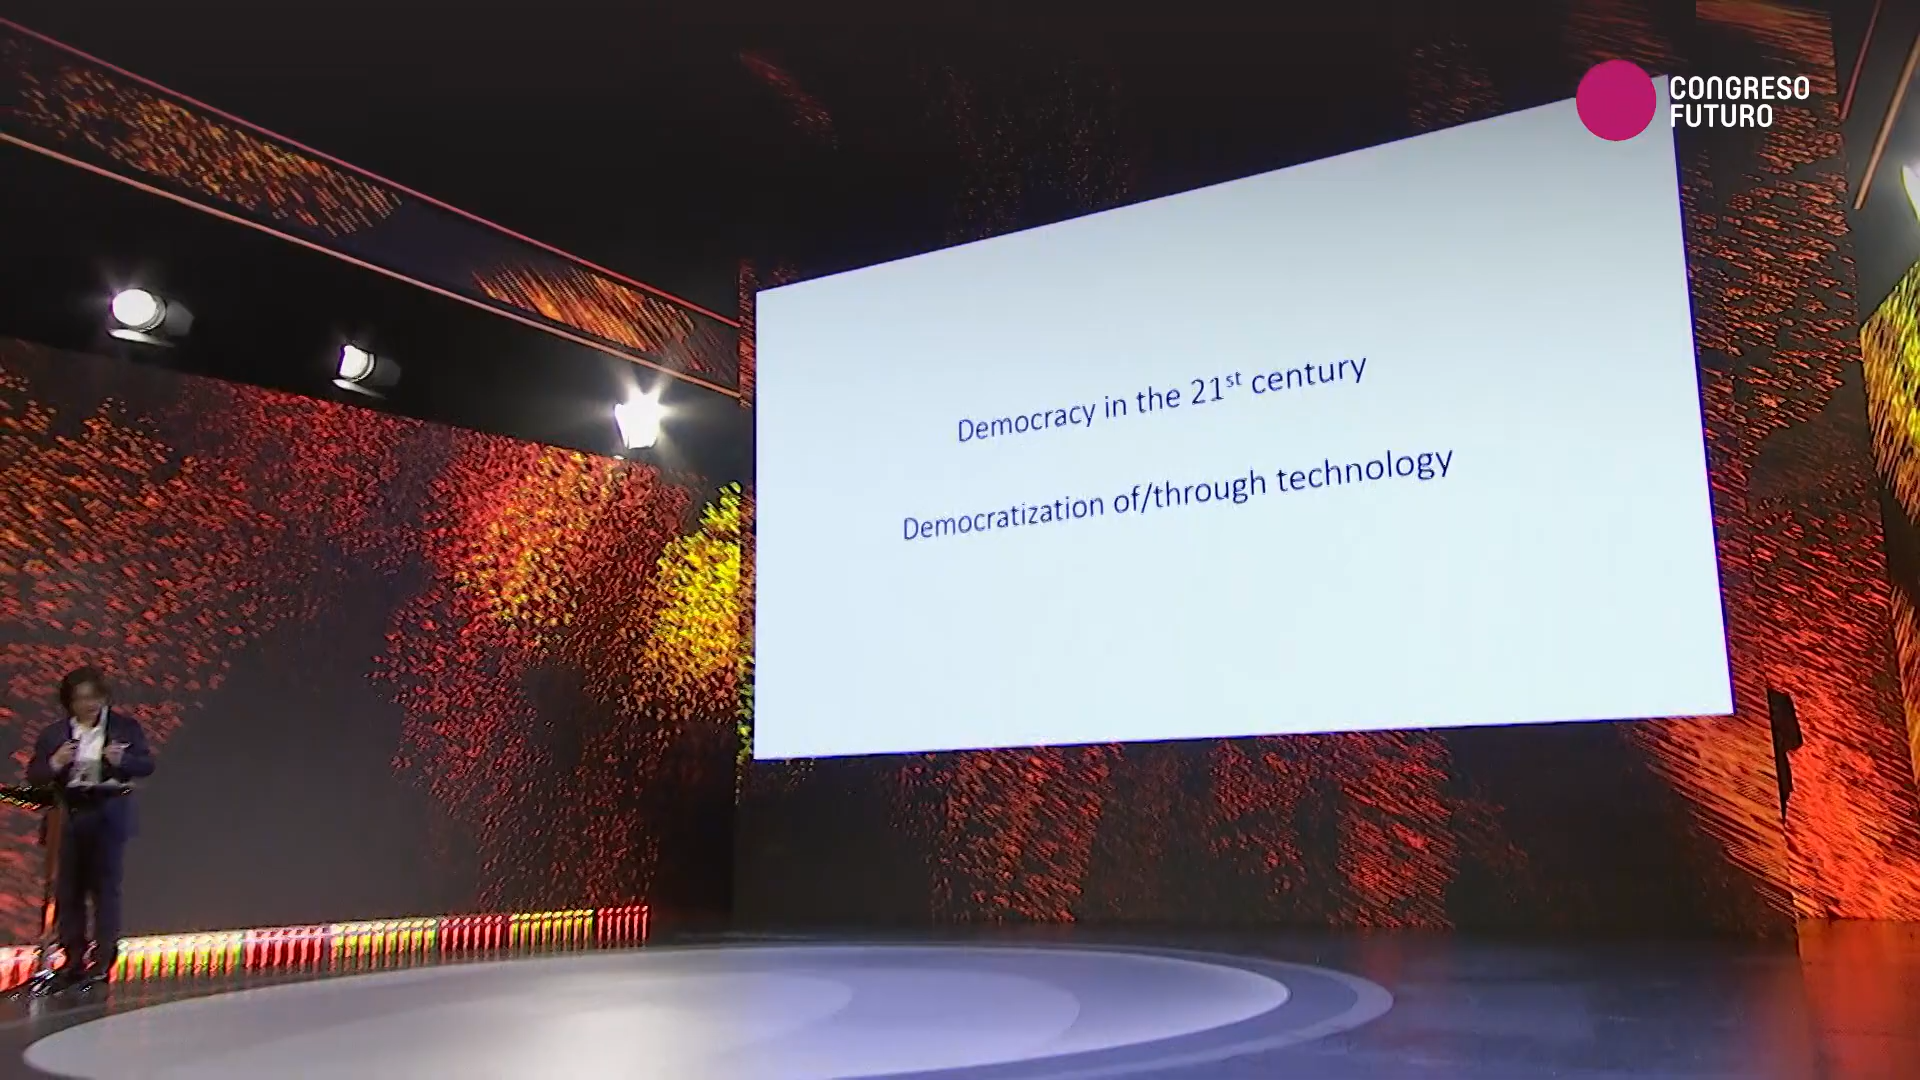 CONGRESO
FUTURO
Democracy in the 21st century
Democratization of/through technology